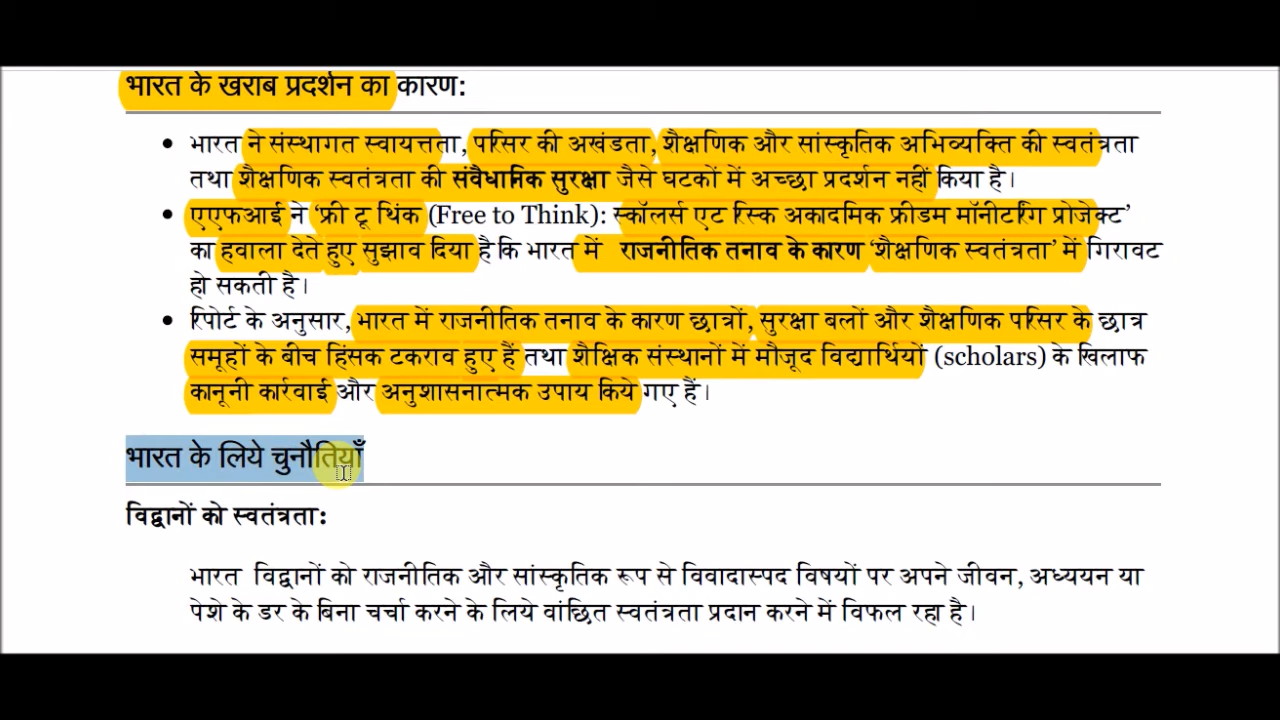 भारत के खराब प्रदर्शन का कारण:
• भारत ने संस्थागत स्वायत्तता, परिसर की अखंडता, शैक्षणिक और सांस्कृतिक अभिव्यक्ति की स्वतंत्रता
तथा शैक्षणिक स्वतंत्रता की संवैधानिक सुरक्षा जैसे घटकों में अच्छा प्रदर्शन नहीं किया है।
• एएफआई ने ‘फ्री टू थिंक (Free to Think): स्कॉलर्स एट रिस्क अकादमिक फ्रीडम मॉनीटरिंग प्रोजेक्ट’
का हवाला देते हुए सुझाव दिया है कि भारत में राजनीतिक तनाव के कारण ‘शैक्षणिक स्वतंत्रता’ में गिरावट
हो सकती है।
• रिपोर्ट के अनुसार, भारत में राजनीतिक तनाव के कारण छात्रों, सुरक्षा बलों और शैक्षणिक परिसर के छात्र
समूहों के बीच हिंसक टकराव हुए हैं तथा शैक्षिक संस्थानों में मौजूद विद्यार्थियों (scholars) के खिलाफ
कानूनी कार्रवाई और अनुशासनात्मक उपाय किये गए हैं।
भारत के लिये चुनौतियाँ
विद्वानों को स्वतंत्रता:
भारत विद्वानों को राजनीतिक और सांस्कृतिक रूप से विवादास्पद विषयों पर अपने जीवन, अध्ययन या
पेशे के डर के बिना चर्चा करने के लिये वांछित स्वतंत्रता प्रदान करने में विफल रहा है।